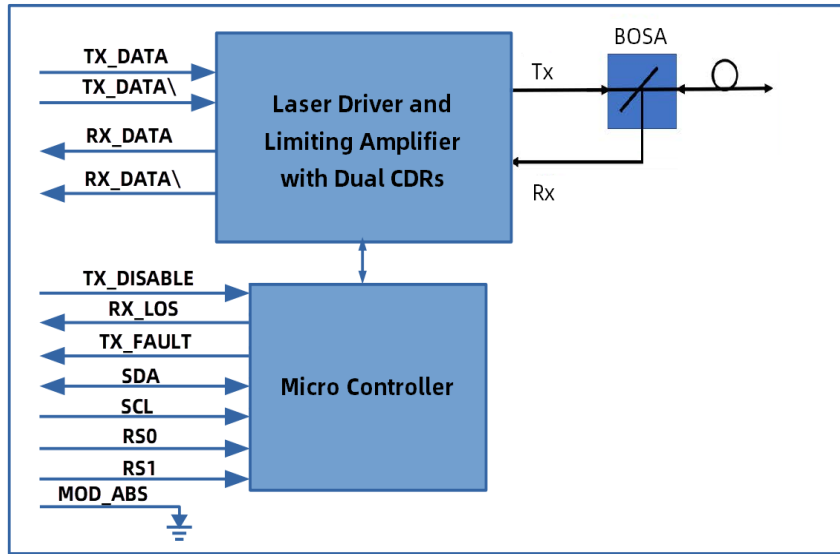 TX_DATA
TX_DATA\
RX_DATA
RX_DATA\
Laser Driver and
Limiting Amplifier
with Dual CDRs
Tx
Rx
BOSA
TX_DISABLE
RX_LOS
TX_FAULT
SDA
SCL
RS0
RS1
MOD_ABS
Micro Controller